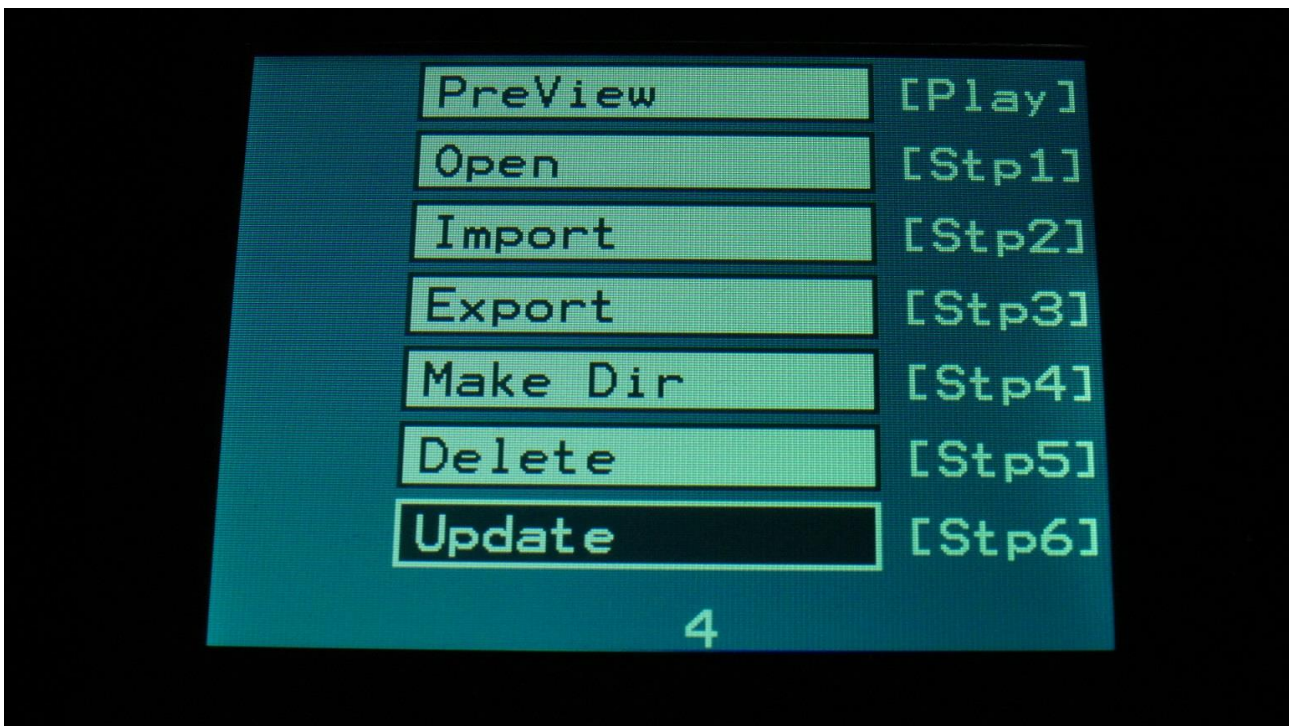 PreView [Play]
Open [Stp1]
Import [Stp2]
Export [Stp3]
Make Dir [Stp4]
Delete [Stp5]
Update [Stp6]
4